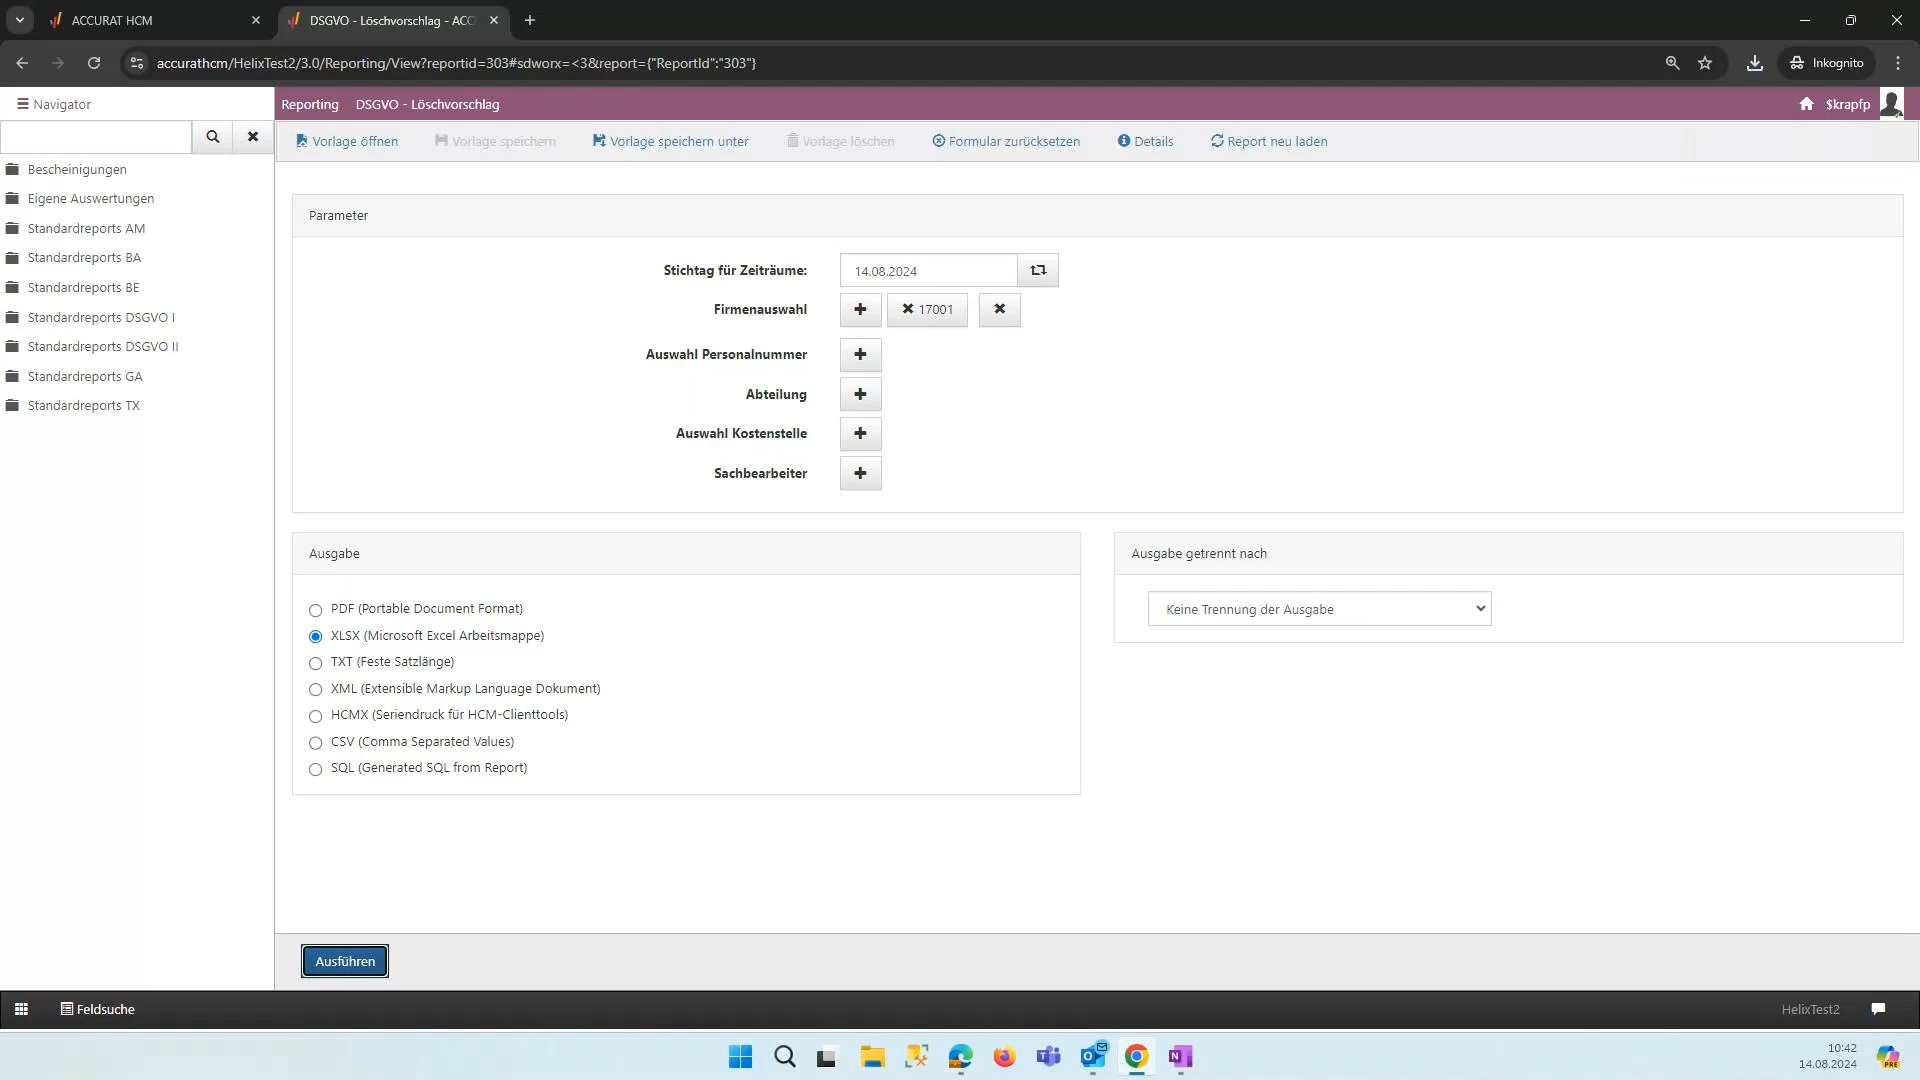 ACCURAT HCM
DSGVO - Löschvorschlag - ACC
accurathcm/HelixTest2/3.0/Reporting/View?reportid=303#sdworx=<3&report={"ReportId":"303"}
Inkognito
Navigator
Reporting DSGVO - Löschvorschlag
$krapfp
Vorlage öffnen
Vorlage speichern
Vorlage speichern unter
Vorlage löschen
Formular zurücksetzen
Details
Report neu laden
Bescheinigungen
Eigene Auswertungen
Standardreports AM
Standardreports BA
Standardreports BE
Standardreports DSGVO I
Standardreports DSGVO II
Standardreports GA
Standardreports TX
Parameter
Stichtag für Zeiträume: 14.08.2024
Firmenauswahl 17001
Auswahl Personalnummer
Abteilung
Auswahl Kostenstelle
Sachbearbeiter
Ausgabe
PDF (Portable Document Format)
XLSX (Microsoft Excel Arbeitsmappe)
TXT (Feste Satzlänge)
XML (Extensible Markup Language Dokument)
HCMX (Seriendruck für HCM-Clienttools)
CSV (Comma Separated Values)
SQL (Generated SQL from Report)
Ausgabe getrennt nach
Keine Trennung der Ausgabe
Ausführen
Feldsuche
HelixTest2
10:42
14.08.2024
PRE